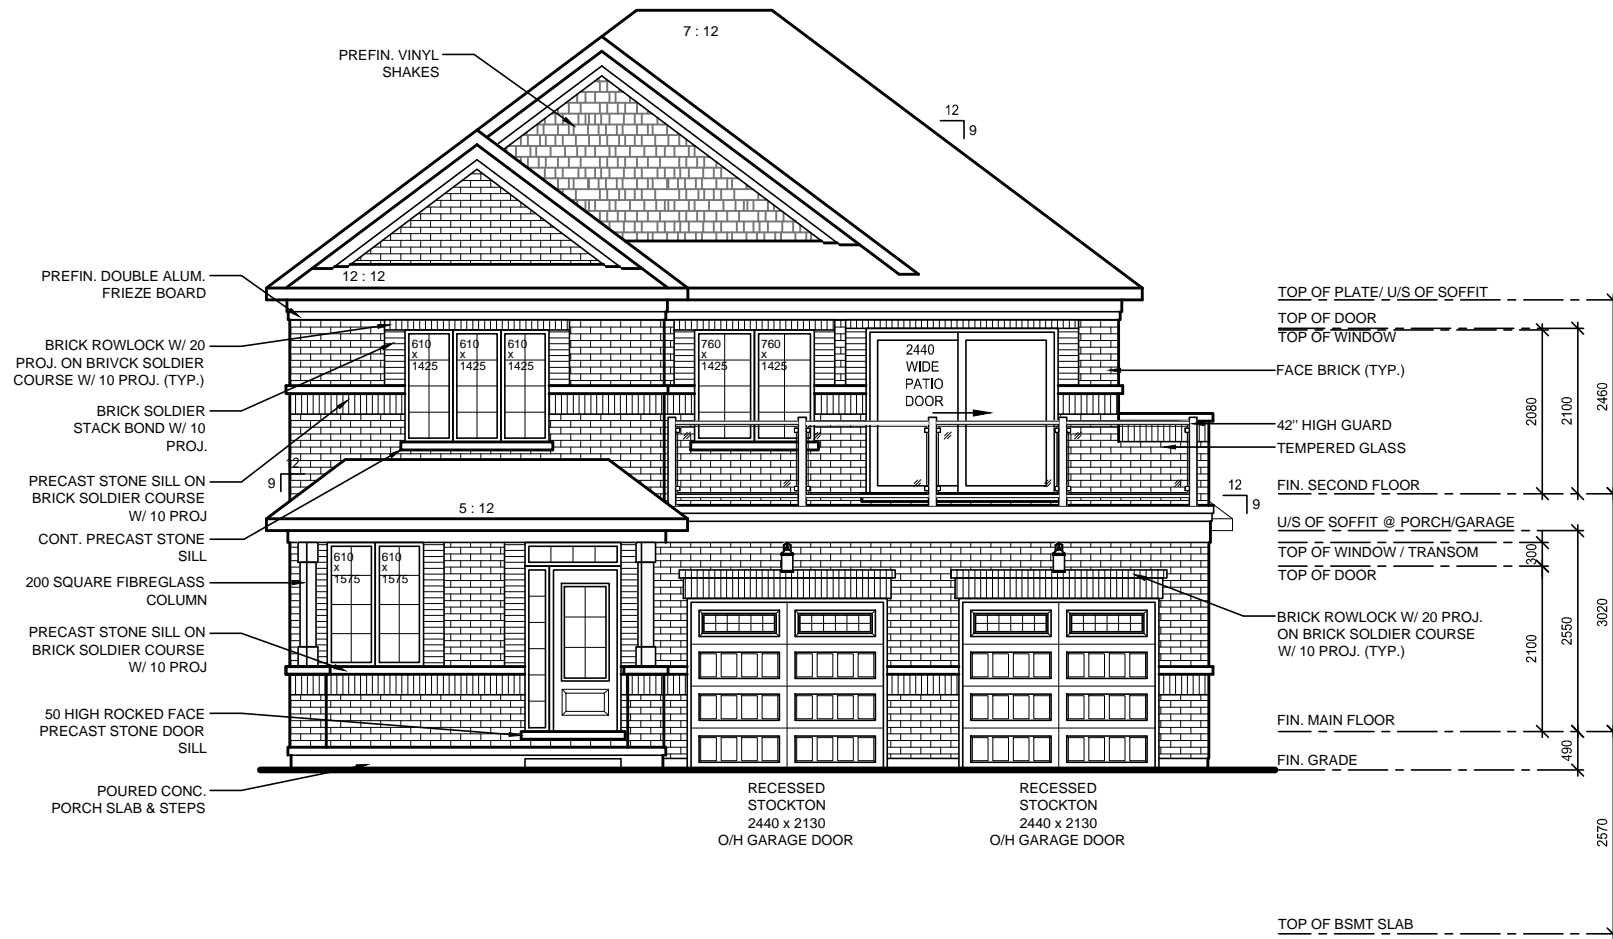 7 : 12
PREFIN. VINYL
SHAKES
12
9
12 : 12
PREFIN. DOUBLE ALUM.
FRIEZE BOARD
BRICK ROWLOCK W/ 20
PROJ. ON BRIVCK SOLDIER
COURSE W/ 10 PROJ. (TYP.)
BRICK SOLDIER
STACK BOND W/ 10
PROJ.
PRECAST STONE SILL ON
BRICK SOLDIER COURSE
W/ 10 PROJ
CONT. PRECAST STONE
SILL
200 SQUARE FIBREGLASS
COLUMN
PRECAST STONE SILL ON
BRICK SOLDIER COURSE
W/ 10 PROJ
50 HIGH ROCKED FACE
PRECAST STONE DOOR
SILL
POURED CONC.
PORCH SLAB & STEPS
610
x
1425
610
x
1425
610
x
1425
760
x
1425
760
x
1425
2440
WIDE
PATIO
DOOR
12
9
5 : 12
12
9
610
x
1575
610
x
1575
RECESSED
STOCKTON
2440 x 2130
O/H GARAGE DOOR
RECESSED
STOCKTON
2440 x 2130
O/H GARAGE DOOR
TOP OF PLATE/ U/S OF SOFFIT
TOP OF DOOR
TOP OF WINDOW
FACE BRICK (TYP.)
42" HIGH GUARD
TEMPERED GLASS
FIN. SECOND FLOOR
U/S OF SOFFIT @ PORCH/GARAGE
TOP OF WINDOW / TRANSOM
TOP OF DOOR
BRICK ROWLOCK W/ 20 PROJ.
ON BRICK SOLDIER COURSE
W/ 10 PROJ. (TYP.)
FIN. MAIN FLOOR
FIN. GRADE
TOP OF BSMT SLAB
2080
2100
2460
300
2100
2550
3020
490
2570